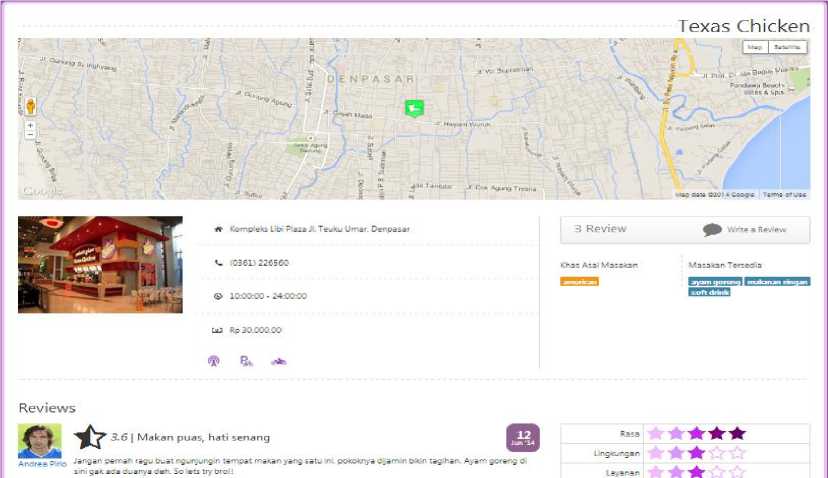 Texas Chicken
Map
Satellite
DENPASAR
Jl. Gunung Agung
Jl. Gajah Mada
Jl. Hayam Wuruk
Jl. Vor Supratman
Google
Map data ©2014 Google
Terms of Use
Kompleks Libi Plaza Jl. Teuku Umar, Denpasar
(0361) 226560
10:00:00 - 24:00:00
Rp 30,000.00
3 Review
Write a Review
Khas Asal Masakan
Masakan Tersedia
american
ayam goreng
makanan ringan
soft drink
Reviews
3.6 | Makan puas, hati senang
12
Jun '14
Andrea Pirlo
Jangan pernah ragu buat ngunjungin tempat makan yang satu ini. pokoknya dijamin bikin tagihan. Ayam goreng di
sini gak ada duanya deh. So lets try bro!!
Rasa
Lingkungan
Layanan